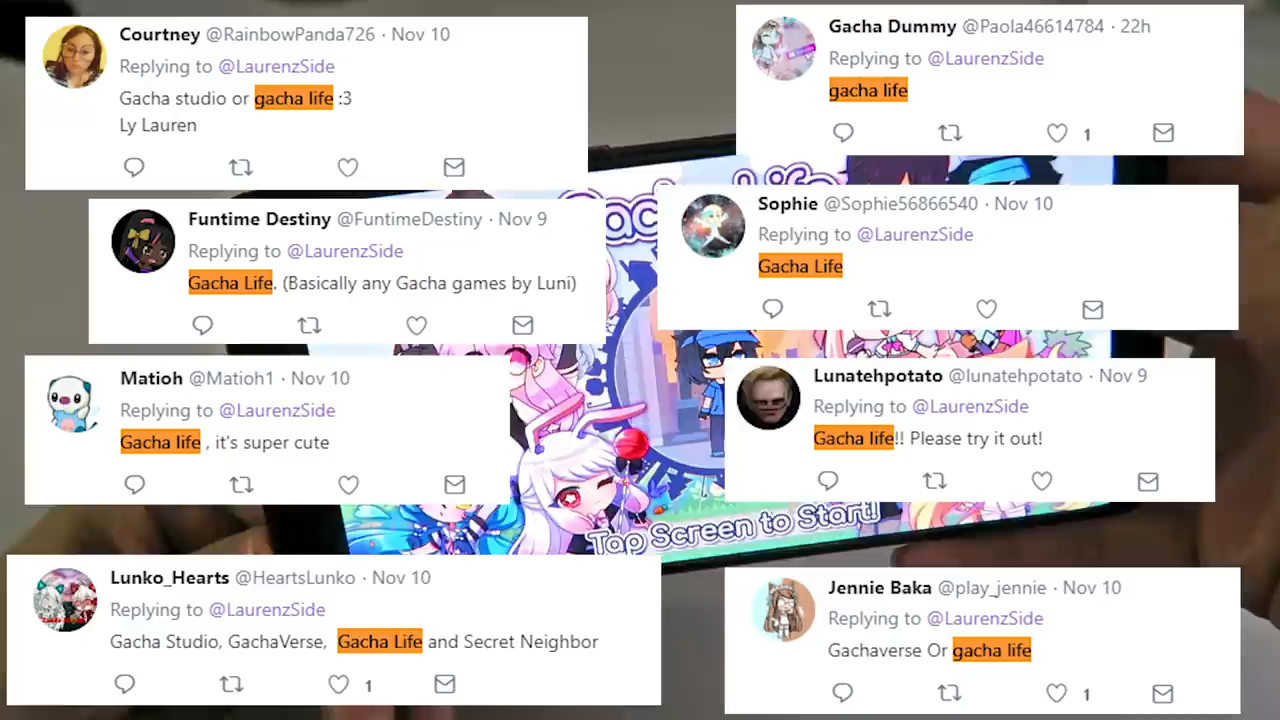 Courtney @RainbowPanda726 · Nov 10
Replying to @LaurenzSide
Gacha studio or gacha life :3
Ly Lauren
Gacha Dummy @Paola46614784 · 22h
Replying to @LaurenzSide
gacha life
1
Funtime Destiny @FuntimeDestiny · Nov 9
Replying to @LaurenzSide
Gacha Life. (Basically any Gacha games by Luni)
Sophie @Sophie56866540 · Nov 10
Replying to @LaurenzSide
Gacha Life
Matioh @Matioh1 · Nov 10
Replying to @LaurenzSide
Gacha life , it's super cute
Lunatehpotato @lunatehpotato · Nov 9
Replying to @LaurenzSide
Gacha life!! Please try it out!
Tap Screen to Start!
Lunko_Hearts @HeartsLunko · Nov 10
Replying to @LaurenzSide
Gacha Studio, GachaVerse, Gacha Life and Secret Neighbor
1
Jennie Baka @play_jennie · Nov 10
Replying to @LaurenzSide
Gachaverse Or gacha life
1